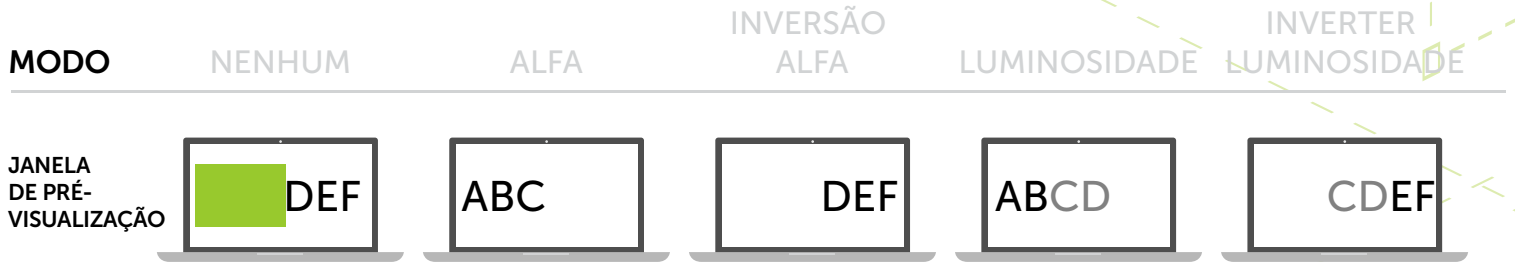 MODO
NENHUM
ALFA
INVERSÃO
ALFA
LUMINOSIDADE
INVERTER
LUMINOSIDADE
JANELA
DE PRÉ-
VISUALIZAÇÃO
DEF
ABC
DEF
ABCD
CDEF